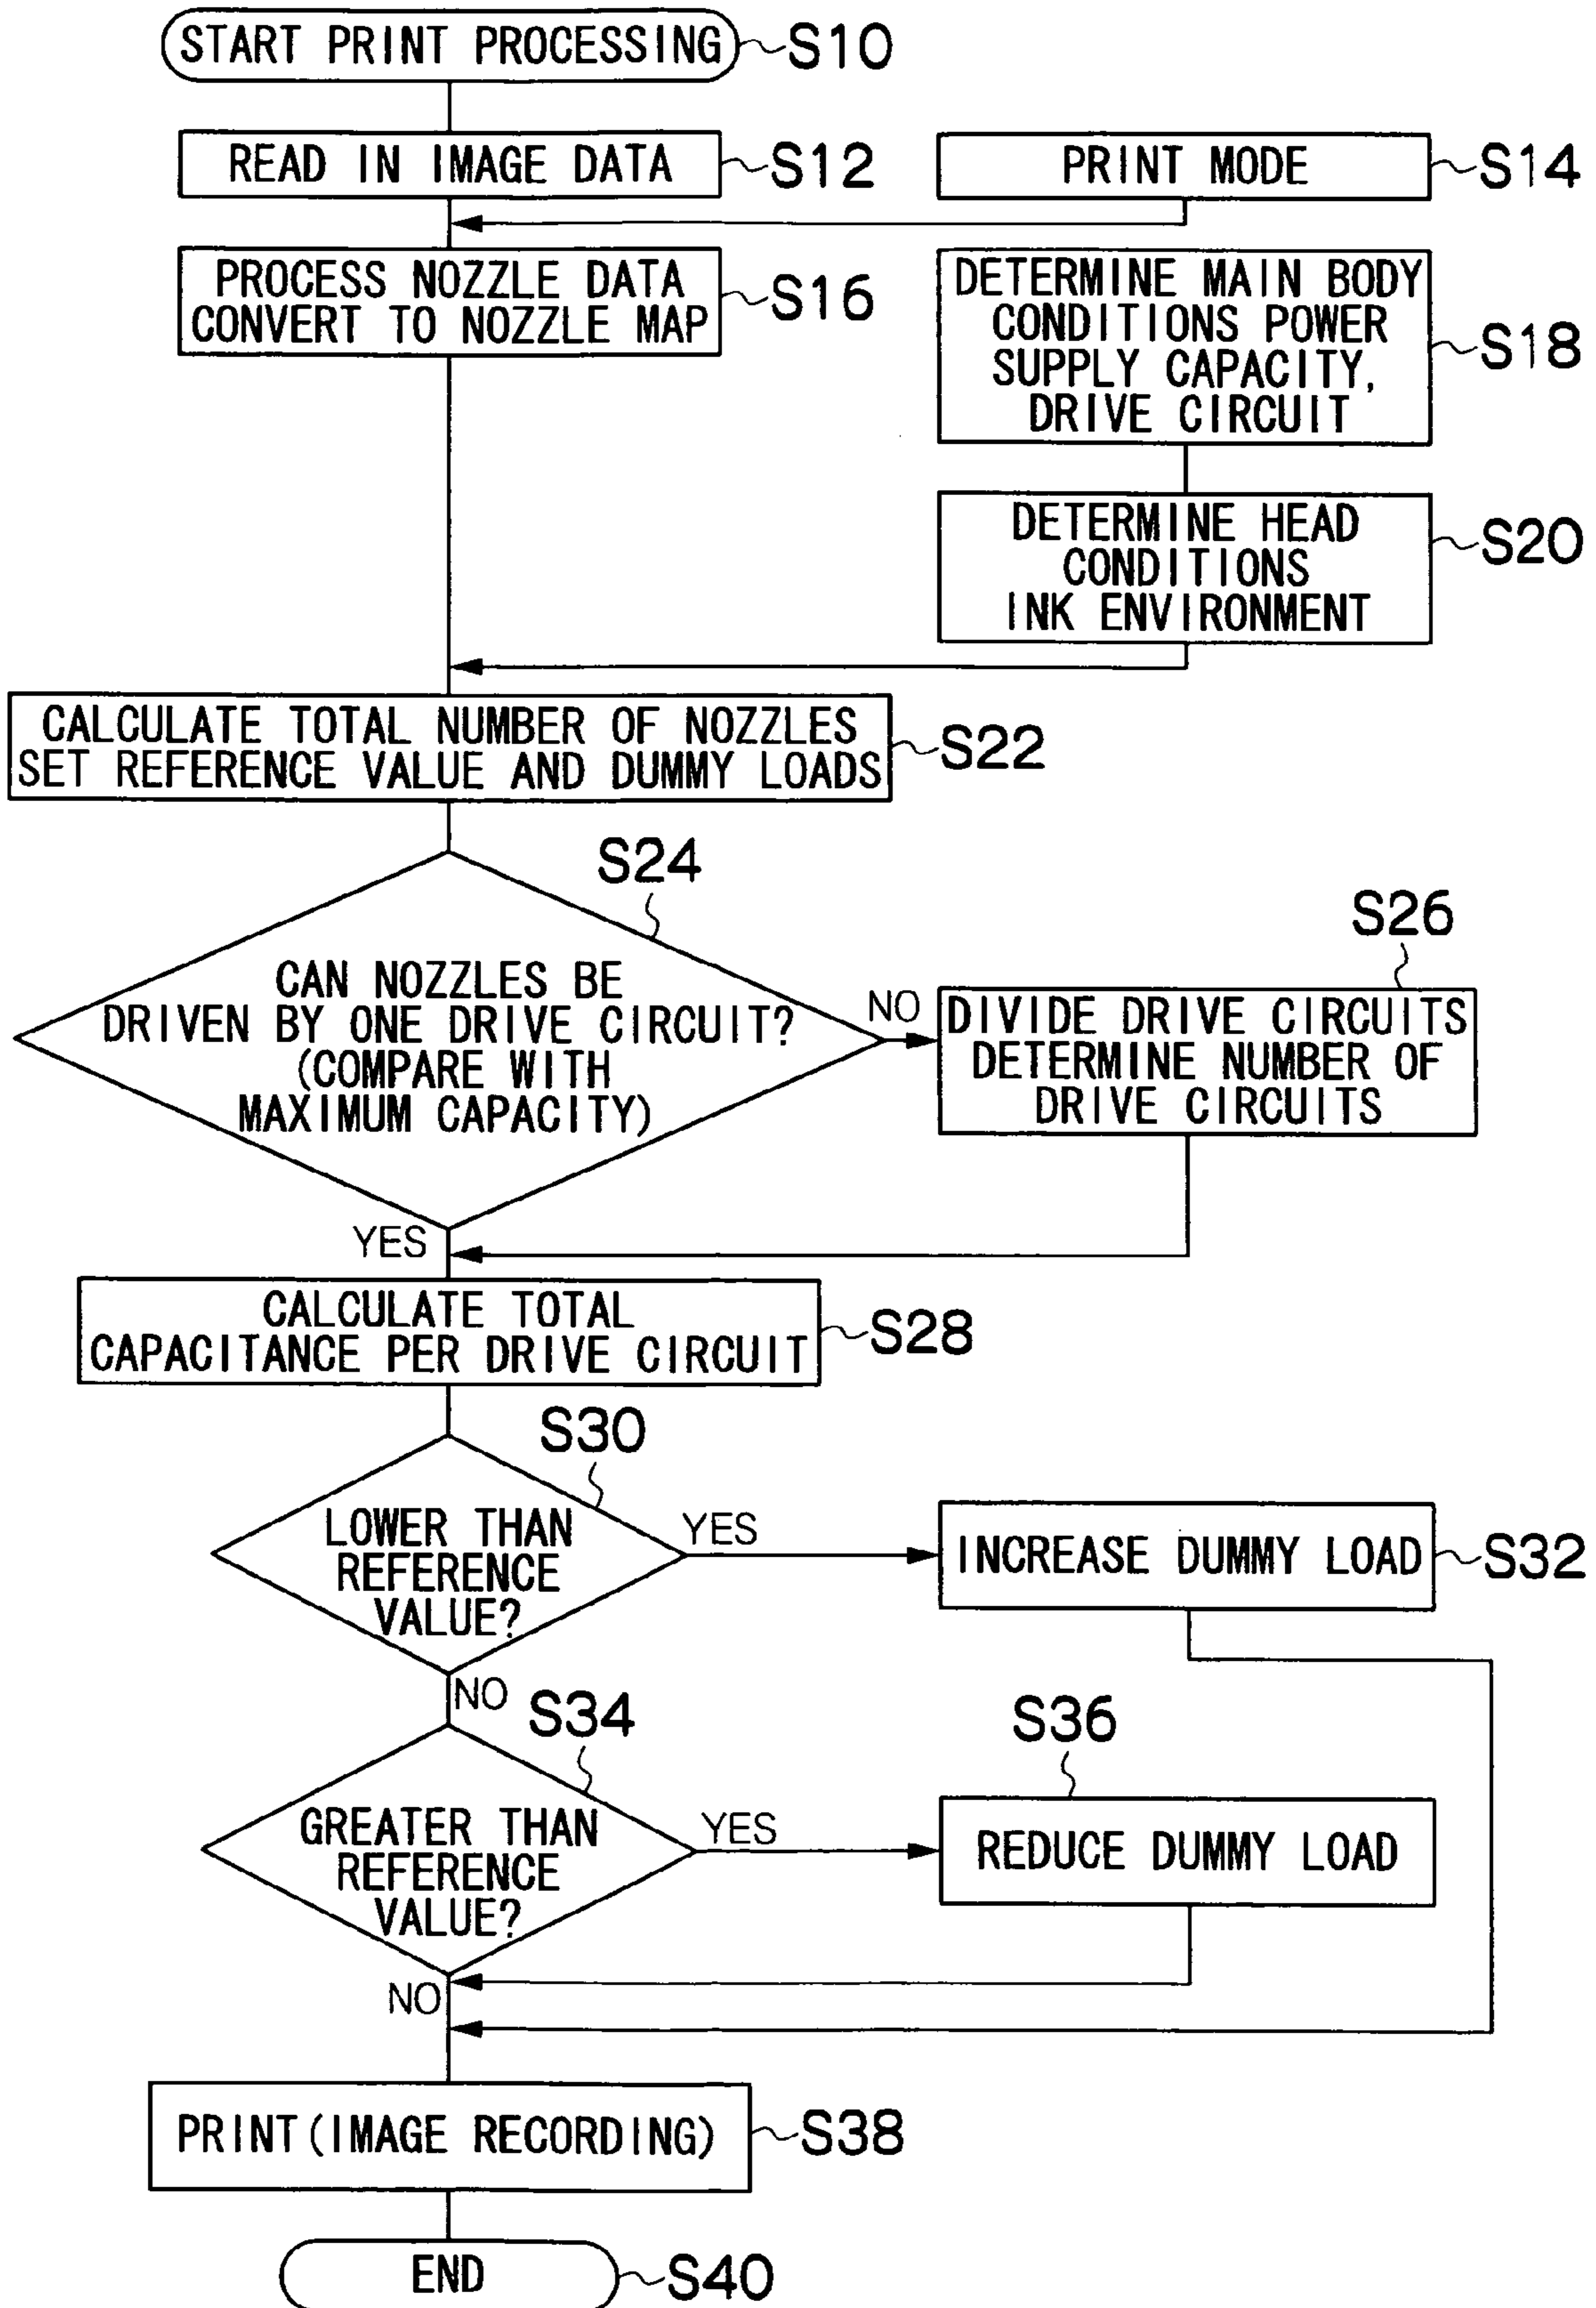 START PRINT PROCESSING
S10
READ IN IMAGE DATA
S12
PRINT MODE
S14
PROCESS NOZZLE DATA
CONVERT TO NOZZLE MAP
S16
DETERMINE MAIN BODY
CONDITIONS POWER
SUPPLY CAPACITY,
DRIVE CIRCUIT
S18
DETERMINE HEAD
CONDITIONS
INK ENVIRONMENT
S20
CALCULATE TOTAL NUMBER OF NOZZLES
SET REFERENCE VALUE AND DUMMY LOADS
S22
S24
CAN NOZZLES BE
DRIVEN BY ONE DRIVE CIRCUIT?
(COMPARE WITH
MAXIMUM CAPACITY)
NO
S26
DIVIDE DRIVE CIRCUITS
DETERMINE NUMBER OF
DRIVE CIRCUITS
YES
CALCULATE TOTAL
CAPACITANCE PER DRIVE CIRCUIT
S28
S30
LOWER THAN
REFERENCE
VALUE?
YES
INCREASE DUMMY LOAD
S32
NO
S34
GREATER THAN
REFERENCE
VALUE?
YES
S36
REDUCE DUMMY LOAD
NO
PRINT(IMAGE RECORDING)
S38
END
S40